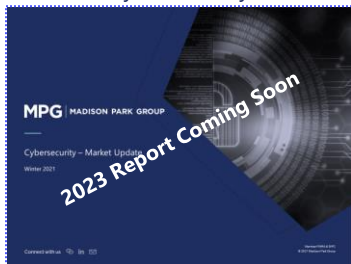 MPG MADISON PARK GROUP
2023 Report Coming Soon
Cybersecurity – Market Update
Winter 2021
Connect with us